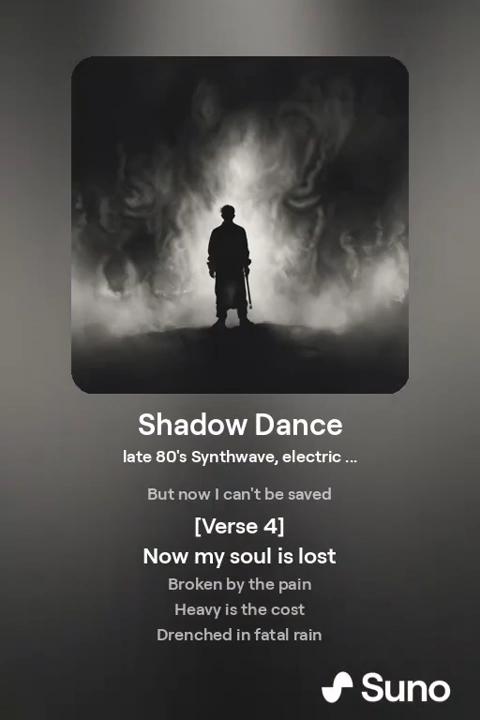 Shadow Dance
late 80's Synthwave, electric ...
But now I can't be saved
[Verse 4]
Now my soul is lost
Broken by the pain
Heavy is the cost
Drenched in fatal rain
Suno